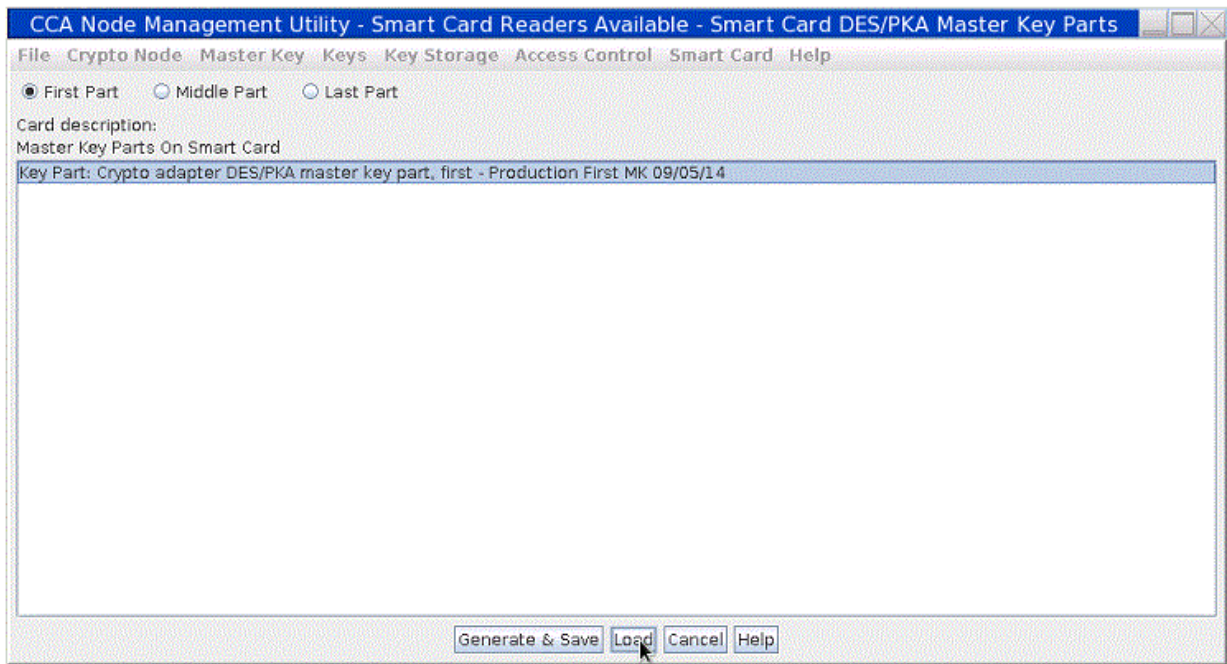 CCA Node Management Utility - Smart Card Readers Available - Smart Card DES/PKA Master Key Parts
File Crypto Node Master Key Keys Key Storage Access Control Smart Card Help
First Part Middle Part Last Part
Card description:
Master Key Parts On Smart Card
Key Part: Crypto adapter DES/PKA master key part, first - Production First MK 09/05/14
Generate & Save Load Cancel Help